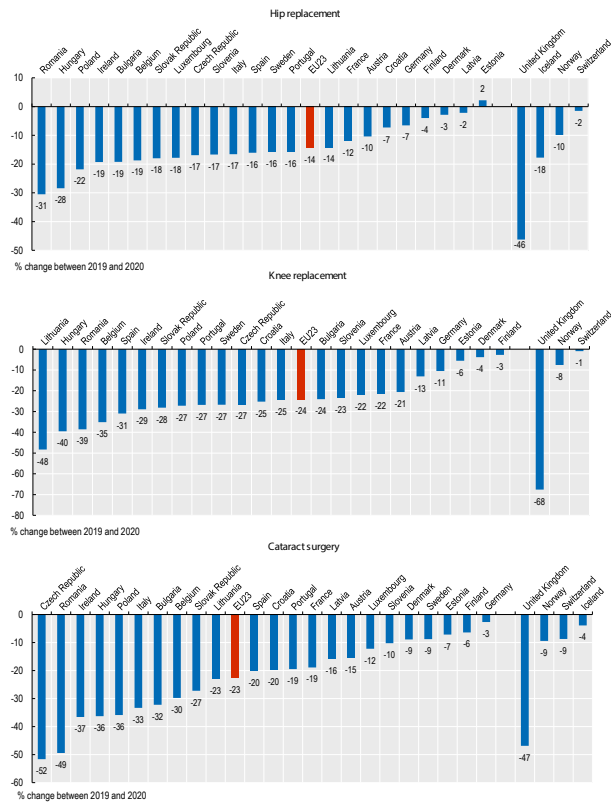 Hip replacement
Romania
Hungary
Poland
Ireland
Bulgaria
Belgium
Slovak Republic
Luxembourg
Czech Republic
Slovenia
Italy
Spain
Sweden
Portugal
EU23
Lithuania
France
Austria
Croatia
Germany
Finland
Denmark
Latvia
Estonia
United Kingdom
Iceland
Norway
Switzerland
10
0
-10
-20
-30
-40
-50
-31
-28
-22
-19
-19
-19
-18
-18
-17
-17
-17
-16
-16
-16
-14
-14
-12
-10
-7
-7
-4
-3
-2
2
-46
-18
-10
-2
% change between 2019 and 2020
Knee replacement
Lithuania
Hungary
Romania
Belgium
Spain
Ireland
Slovak Republic
Poland
Portugal
Sweden
Czech Republic
Croatia
Italy
EU23
Bulgaria
Slovenia
Luxembourg
France
Austria
Latvia
Germany
Estonia
Denmark
Finland
United Kingdom
Norway
Switzerland
0
-10
-20
-30
-40
-50
-60
-70
-80
-48
-40
-39
-35
-31
-29
-28
-27
-27
-27
-27
-25
-25
-24
-24
-23
-22
-22
-21
-13
-11
-6
-4
-3
-68
-8
-1
% change between 2019 and 2020
Cataract surgery
Czech Republic
Romania
Ireland
Hungary
Poland
Italy
Bulgaria
Belgium
Slovak Republic
Lithuania
EU23
Spain
Croatia
Portugal
France
Latvia
Austria
Luxembourg
Slovenia
Denmark
Sweden
Estonia
Finland
Germany
United Kingdom
Norway
Switzerland
Iceland
0
-10
-20
-30
-40
-50
-60
-52
-49
-37
-36
-36
-33
-32
-30
-27
-23
-23
-20
-20
-19
-19
-16
-15
-12
-10
-9
-9
-7
-6
-3
-47
-9
-9
-4
% change between 2019 and 2020